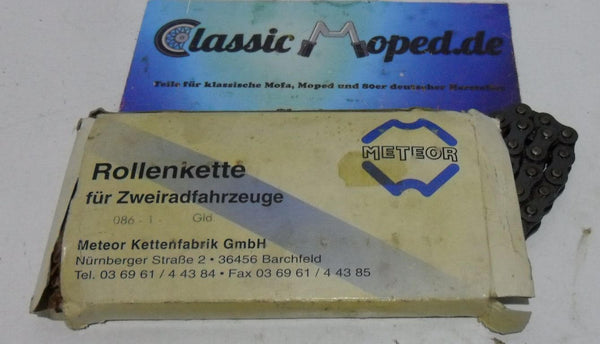 Classic Moped.de
Teile für klassische Mofa, Moped und 80er deutscher
METEOR
Rollenkette
für Zweiradfahrzeuge
086 - 1 - Gld.
Meteor Kettenfabrik GmbH
Nürnberger Straße 2 • 36456 Barchfeld
Tel. 03 69 61 / 4 43 84 • Fax 03 69 61 / 4 43 85